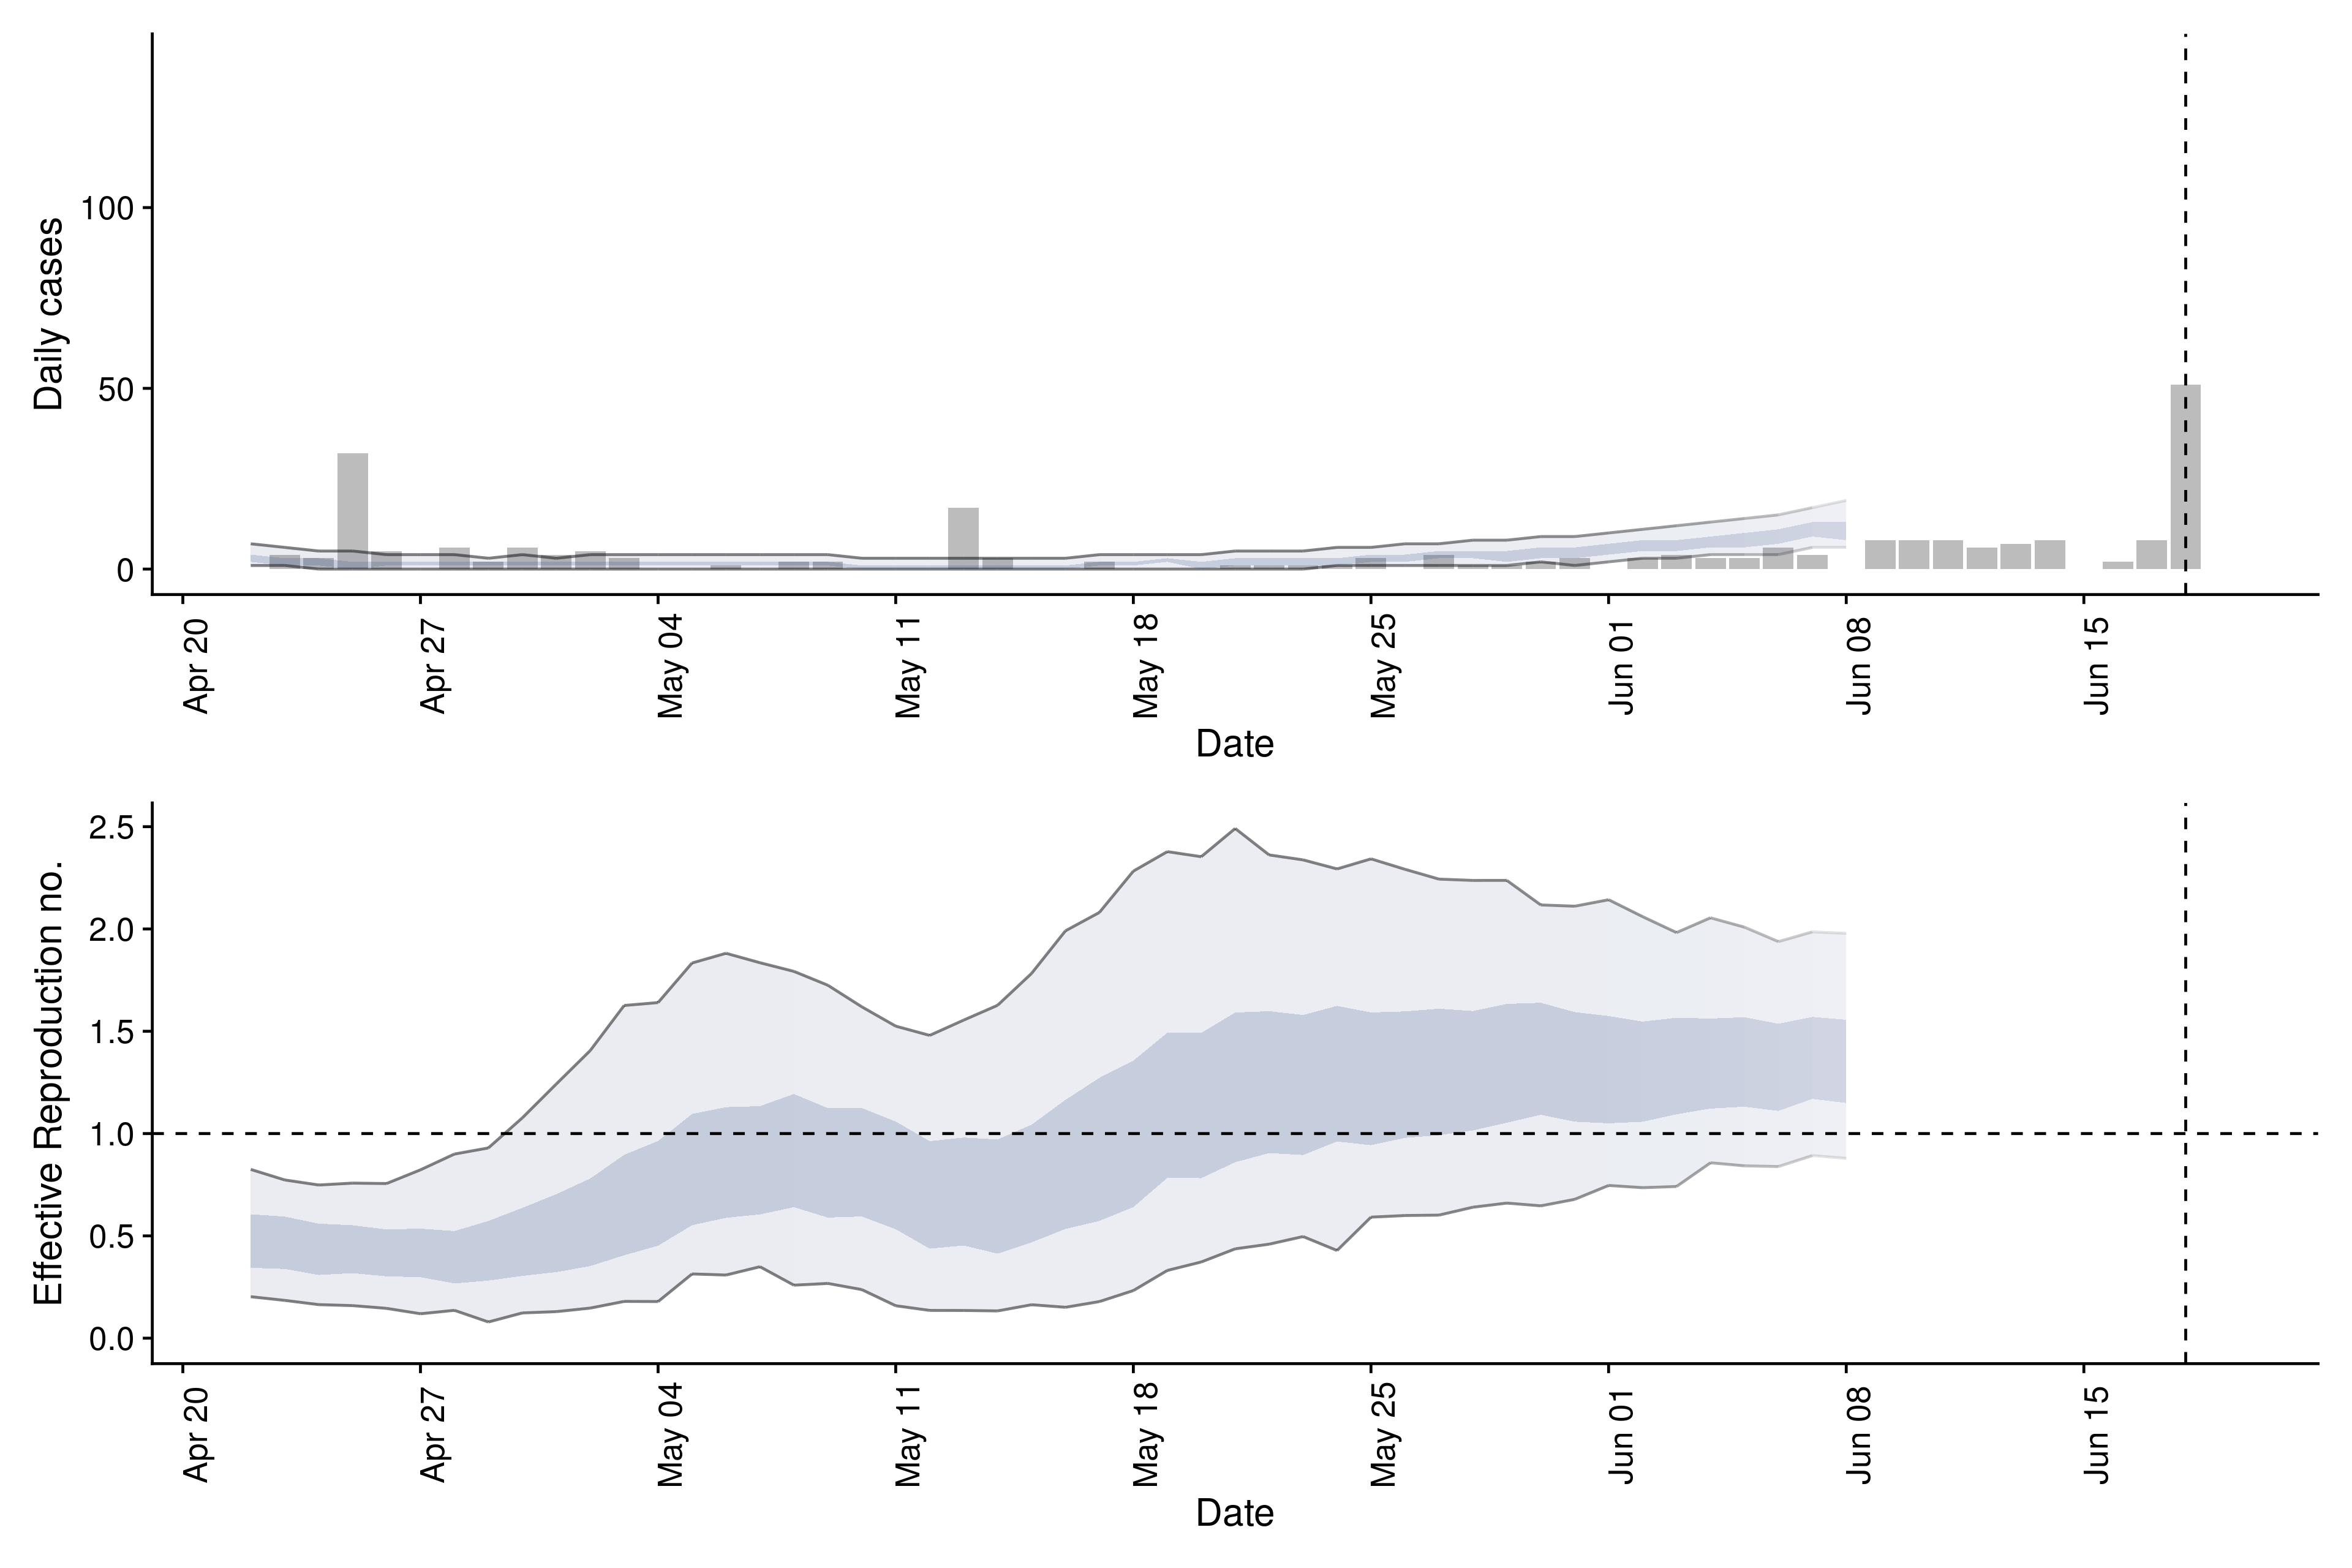 Daily cases
100
50
0
Apr 20
Apr 27
May 04
May 11
May 18
May 25
Jun 01
Jun 08
Jun 15
Date
Effective Reproduction no.
2.5
2.0
1.5
1.0
0.5
0.0
Apr 20
Apr 27
May 04
May 11
May 18
May 25
Jun 01
Jun 08
Jun 15
Date